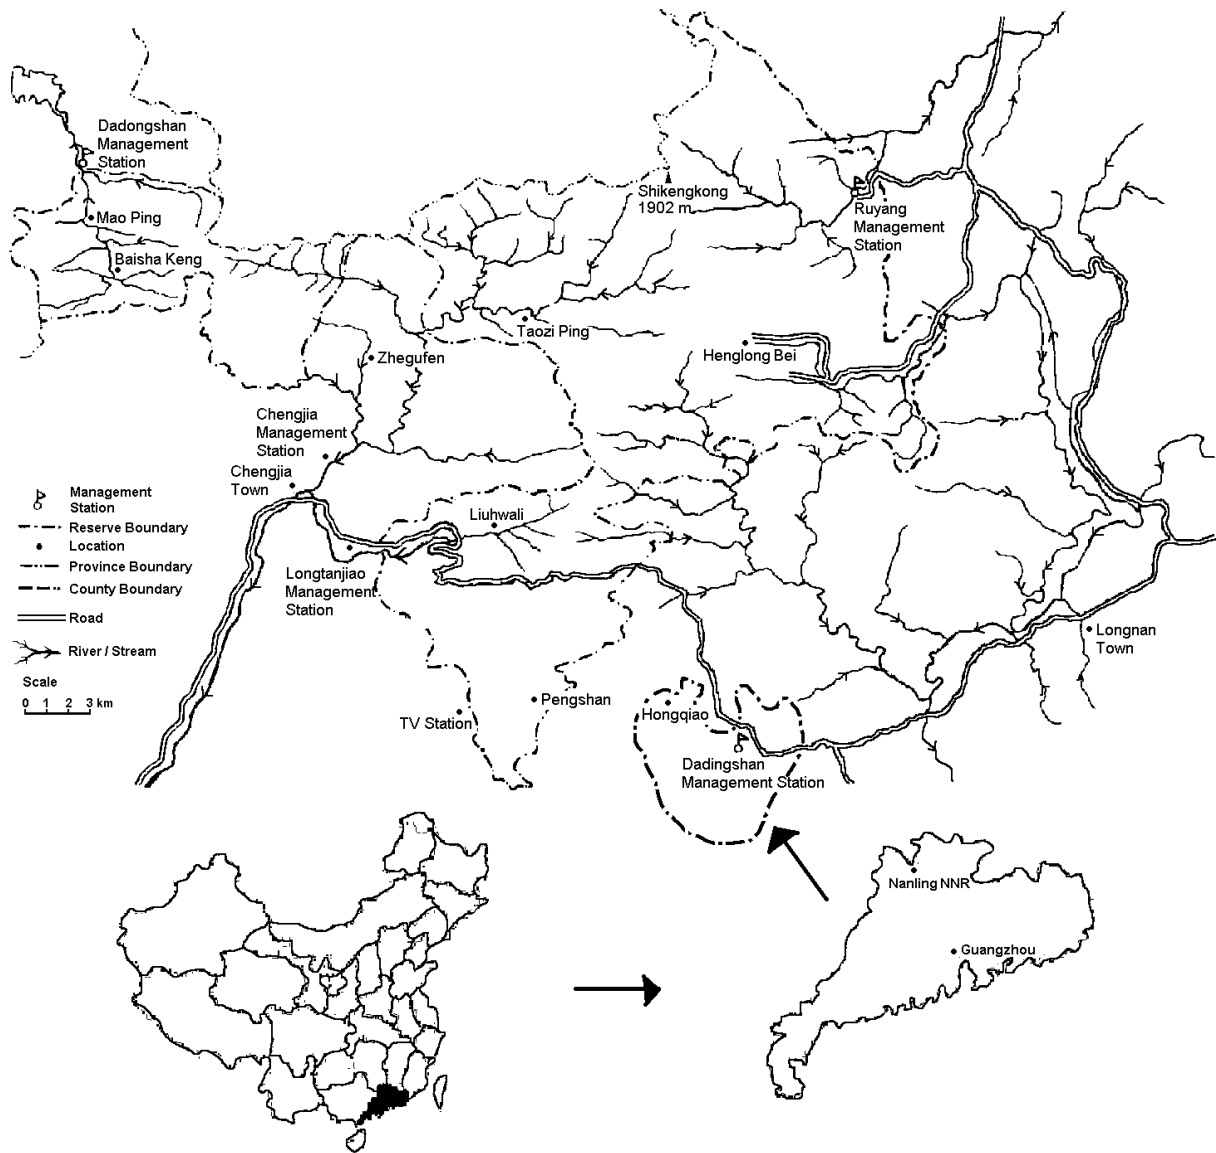 Dadongshan
Management
Station
Mao Ping
Baisha Keng
Shikengkong
1902 m
Ruyang
Management
Station
Taozi Ping
Zhegufen
Henglong Bei
Chengjia
Management
Station
Chengjia
Town
Liuhwali
Longtanjiao
Management
Station
Management
Station
Reserve Boundary
Location
Province Boundary
County Boundary
Road
River / Stream
Scale
0 1 2 3 km
Longnan
Town
Pengshan
TV Station
Hongqiao
Dadingshan
Management Station
Nanling NNR
Guangzhou